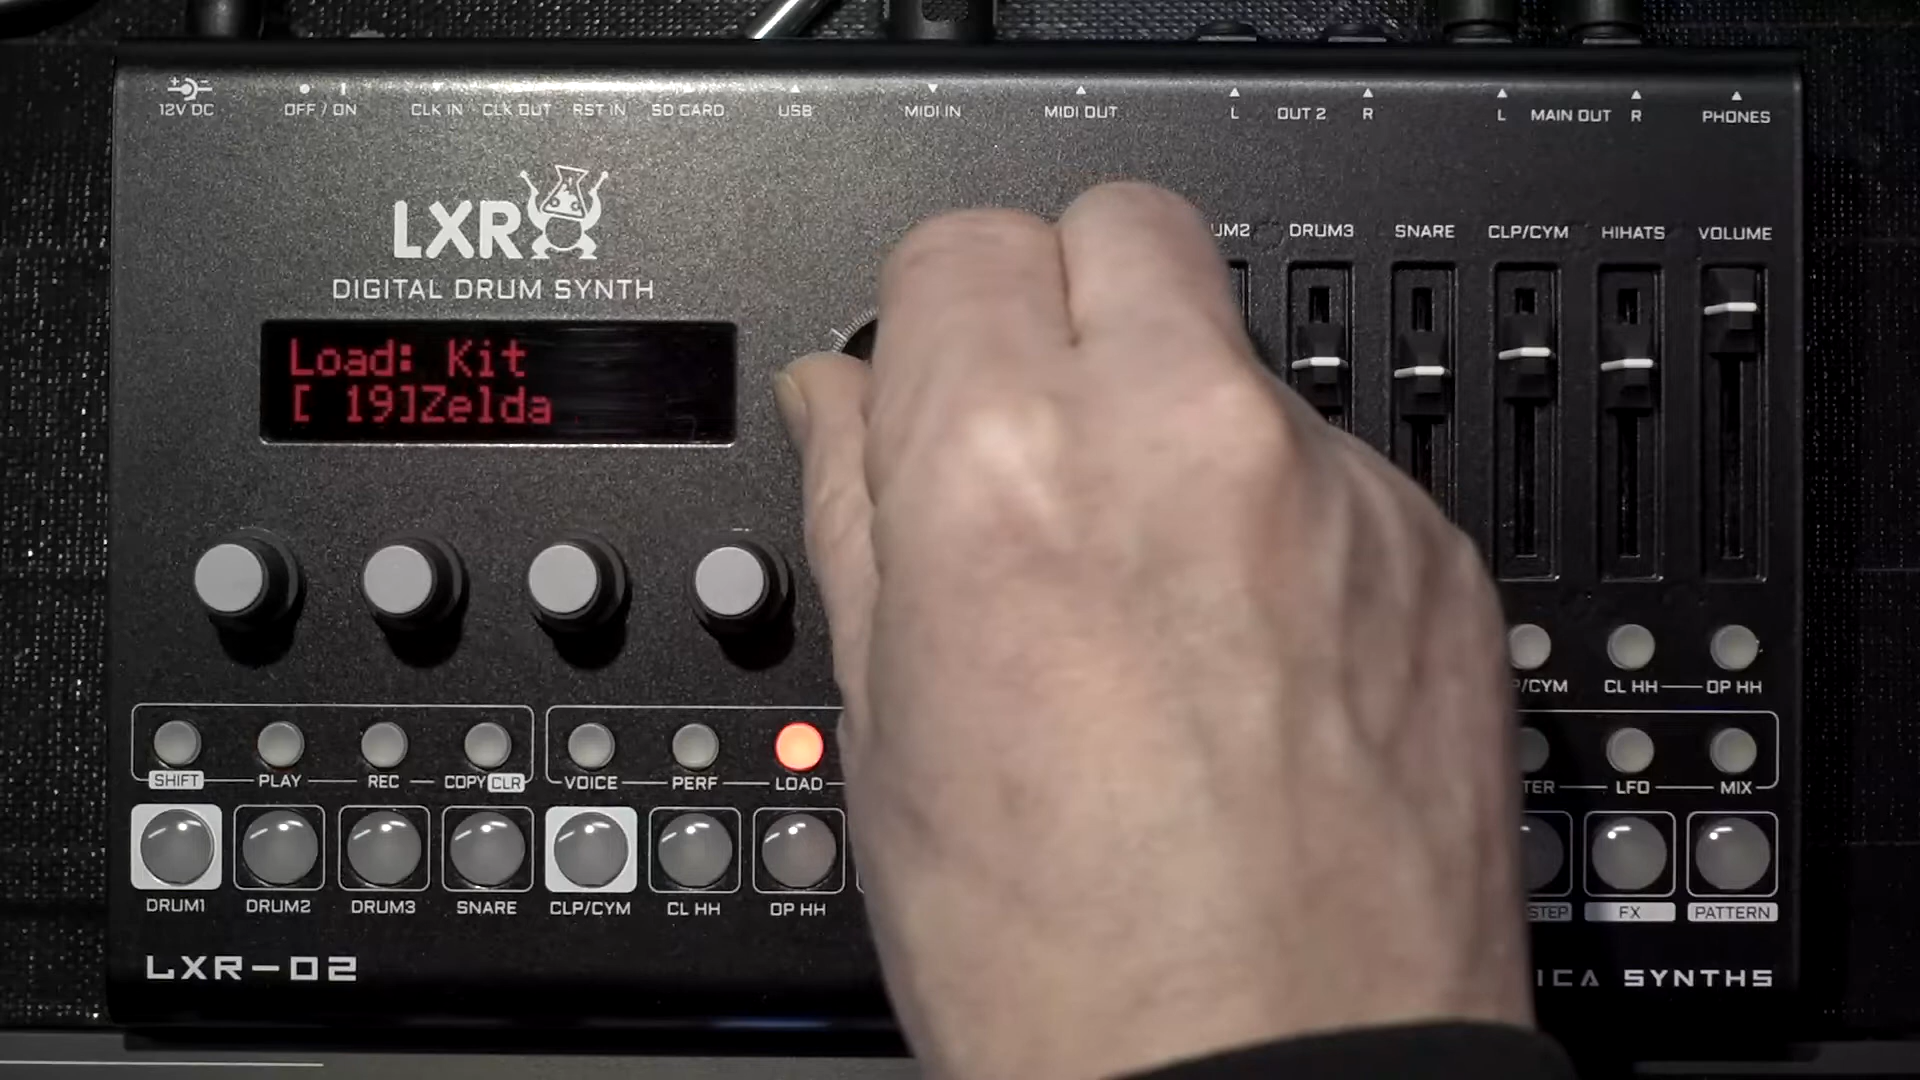 12V DC OFF / ON CLK IN CLK OUT RST IN SD CARD USB MIDI IN MIDI OUT L OUT 2 R L MAIN OUT R PHONES
LXR
DIGITAL DRUM SYNTH
DRUM3 SNARE CLP/CYM HIHATS VOLUME
Load: Kit
[ 19]Zelda
CL HH OP HH
SHIFT PLAY REC COPY CLR VOICE PERF LOAD LFO MIX
DRUM1 DRUM2 DRUM3 SNARE CLP/CYM CL HH OP HH STEP FX PATTERN
LXR-02 SYNTHS